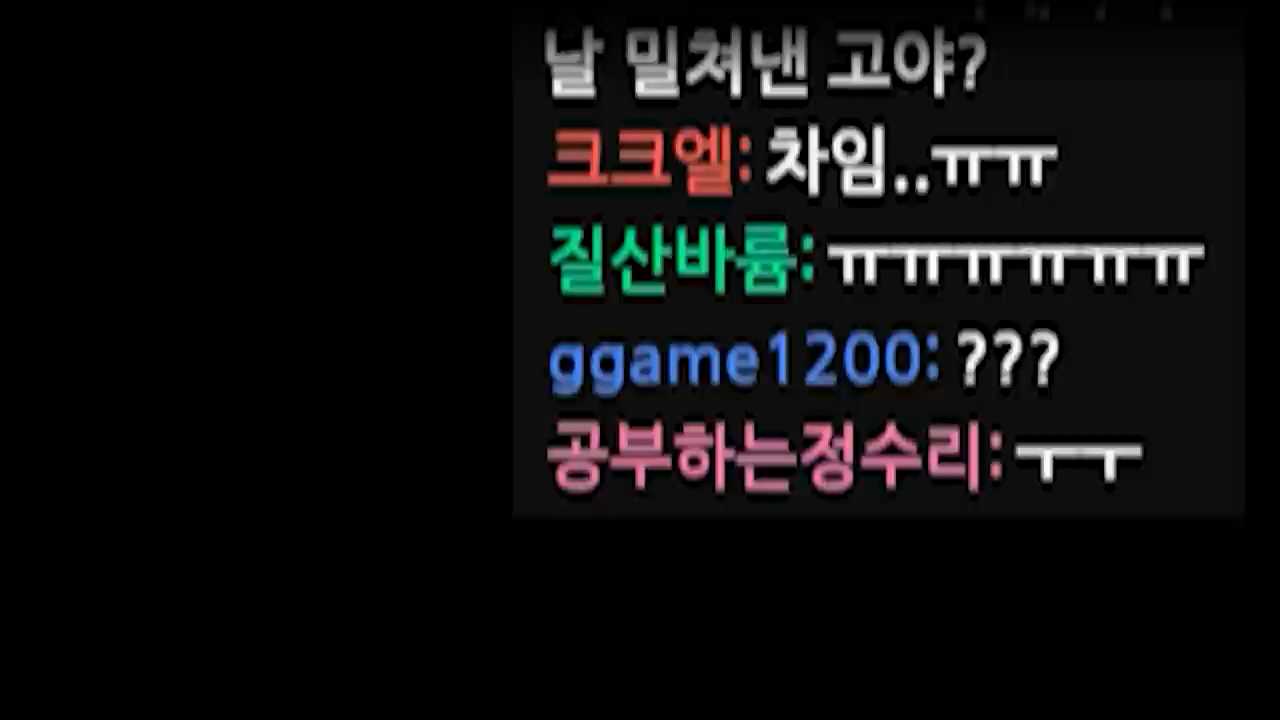 날 밀쳐낸 고야?
크크엘: 차임..ㅠㅠ
질산바륨: ㅠㅠㅠㅠㅠㅠ
ggame1200: ???
공부하는정수리: ㅜㅜ